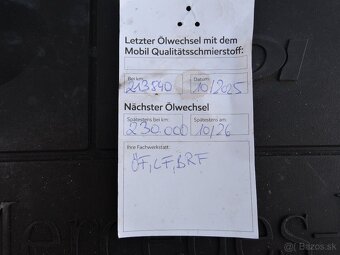 Letzter Ölwechsel mit dem
Mobil Qualitätsschmierstoff:
Bei km: Datum:
213840 10/2025
Nächster Ölwechsel
Spätestens bei km: Spätestens am:
230.000 10/26
Ihre Fachwerkstatt:
ÖF, LF, BRF
© bazos.sk